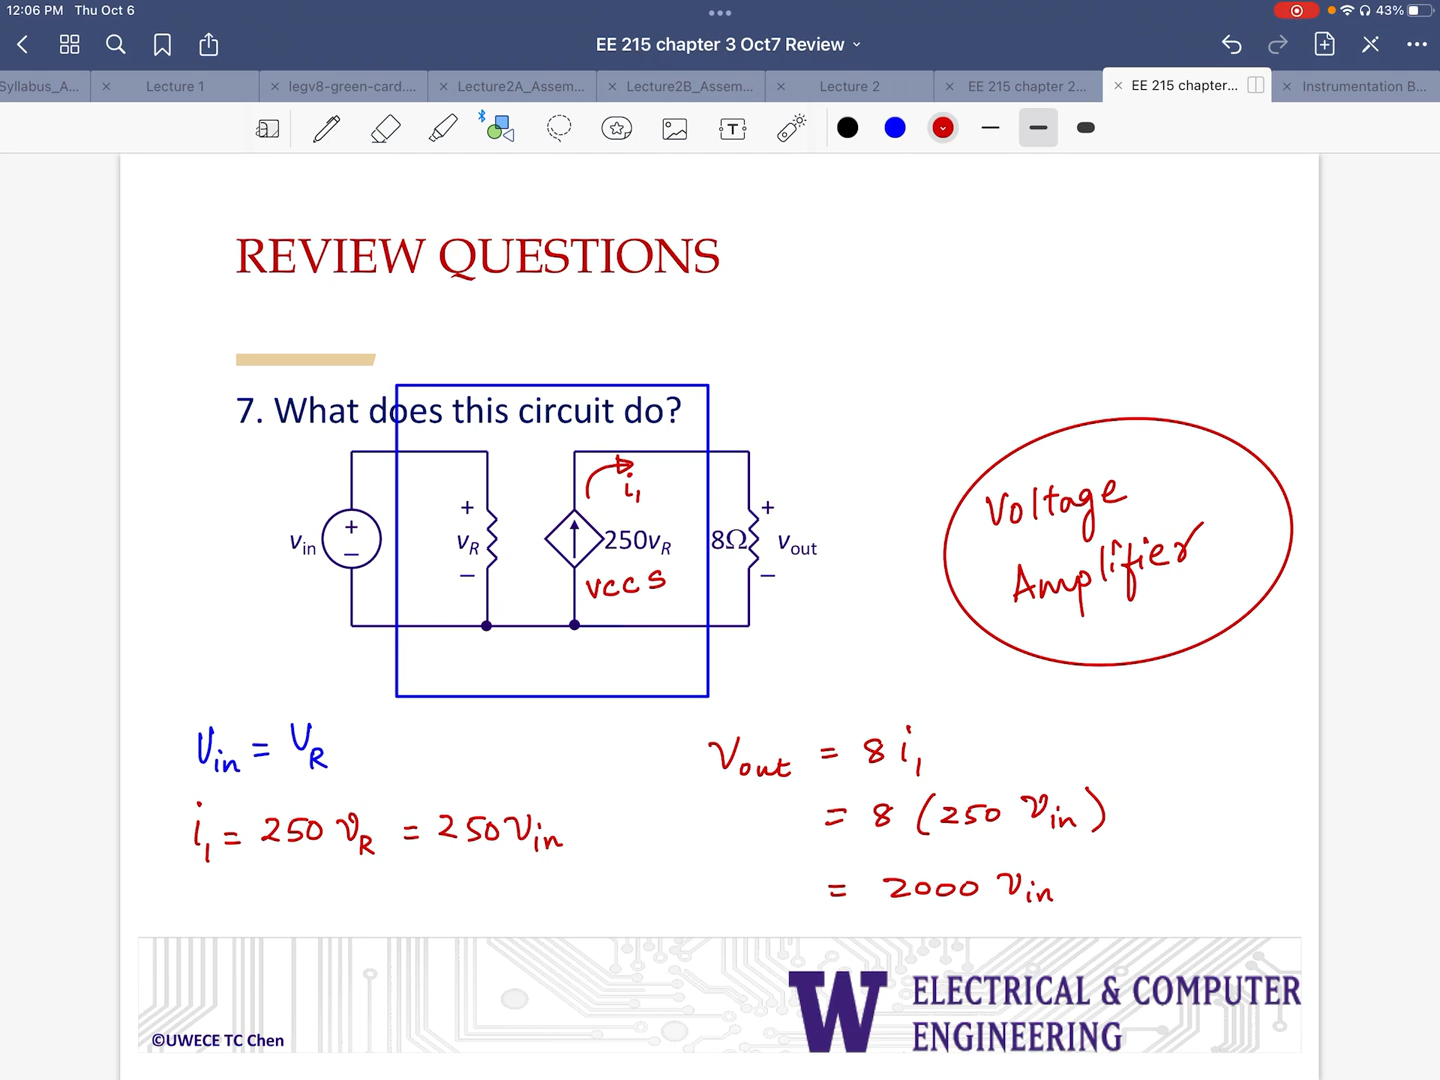 12:06 PM Thu Oct 6
43%
EE 215 chapter 3 Oct7 Review
Syllabus_A...
Lecture 1
legv8-green-card....
Lecture2A_Assem...
Lecture2B_Assem...
Lecture 2
EE 215 chapter 2...
EE 215 chapter...
Instrumentation B...
REVIEW QUESTIONS
7. What does this circuit do?
i₁
+ + +
vin + − vR 250vR 8Ω vout
− − 
VCCS
Voltage
Amplifier
Vin = VR
i₁ = 250 VR = 250 Vin
Vout = 8 i₁
= 8 (250 Vin)
= 2000 Vin
©UWECE TC Chen
W ELECTRICAL & COMPUTER
ENGINEERING